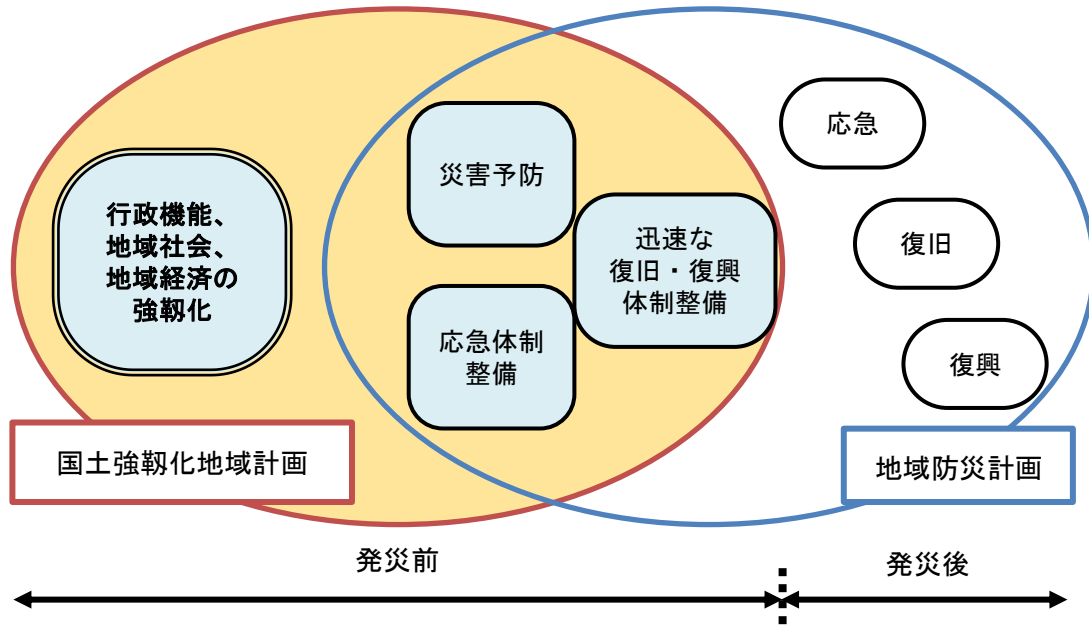 行政機能、
地域社会、
地域経済の
強靱化
災害予防
応急体制
整備
迅速な
復旧・復興
体制整備
応急
復旧
復興
国土強靱化地域計画
地域防災計画
発災前
発災後